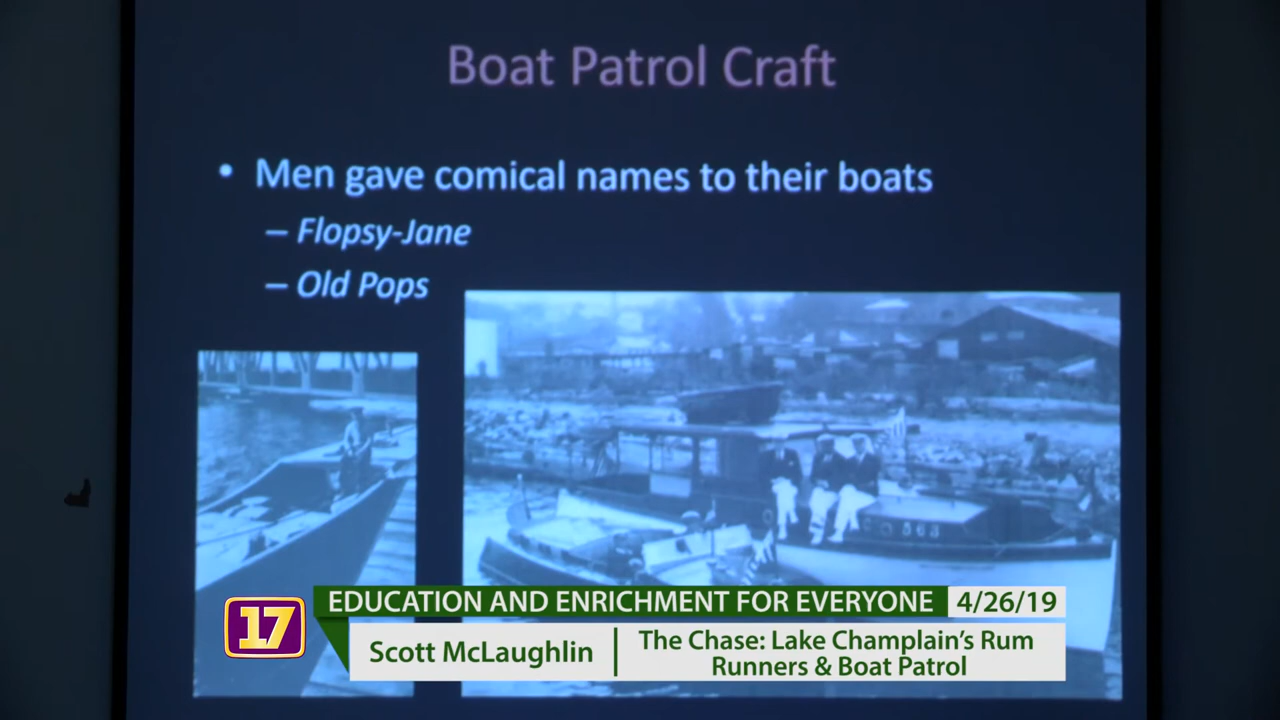 Boat Patrol Craft
• Men gave comical names to their boats
– Flopsy-Jane
– Old Pops
17
EDUCATION AND ENRICHMENT FOR EVERYONE
4/26/19
Scott McLaughlin
The Chase: Lake Champlain's Rum
Runners & Boat Patrol